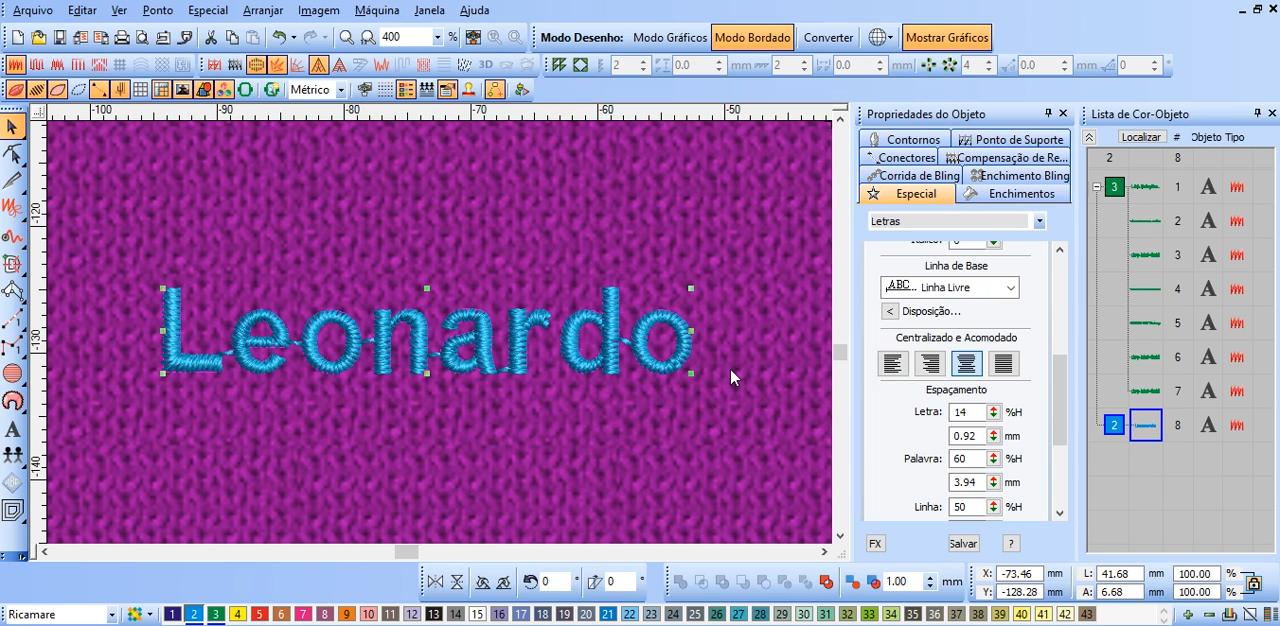 Arquivo Editar Ver Ponto Especial Arranjar Imagem Máquina Janela Ajuda
400 % Modo Desenho: Modo Gráficos Modo Bordado Converter Mostrar Gráficos
2 0.0 mm 2 0.0 mm 4 0.0 mm 0 °
3D
Métrico
-100 -90 -80 -70 -60 -50
-120
-130
-140
Leonardo
Propriedades do Objeto
Contornos Ponto de Suporte
Conectores Compensação de Re...
Corrida de Bling Enchimento Bling
Especial Enchimentos
Letras
Linha de Base
ABC... Linha Livre
< Disposição...
Centralizado e Acomodado
Espaçamento
Letra: 14 %H
0.92 mm
Palavra: 60 %H
3.94 mm
Linha: 50 %H
FX Salvar ?
Lista de Cor-Objeto
Localizar # Objeto Tipo
2 8
3 1 A
2 A
3 A
4 A
5 A
6 A
7 A
2 8 A
0 ° 0 °
1.00 mm
X: -73.46 mm L: 41.68 mm 100.00 %
Y: -128.28 mm A: 6.68 mm 100.00 %
Ricamare 1 2 3 4 5 6 7 8 9 10 11 12 13 14 15 16 17 18 19 20 21 22 23 24 25 26 27 28 29 30 31 32 33 34 35 36 37 38 39 40 41 42 43